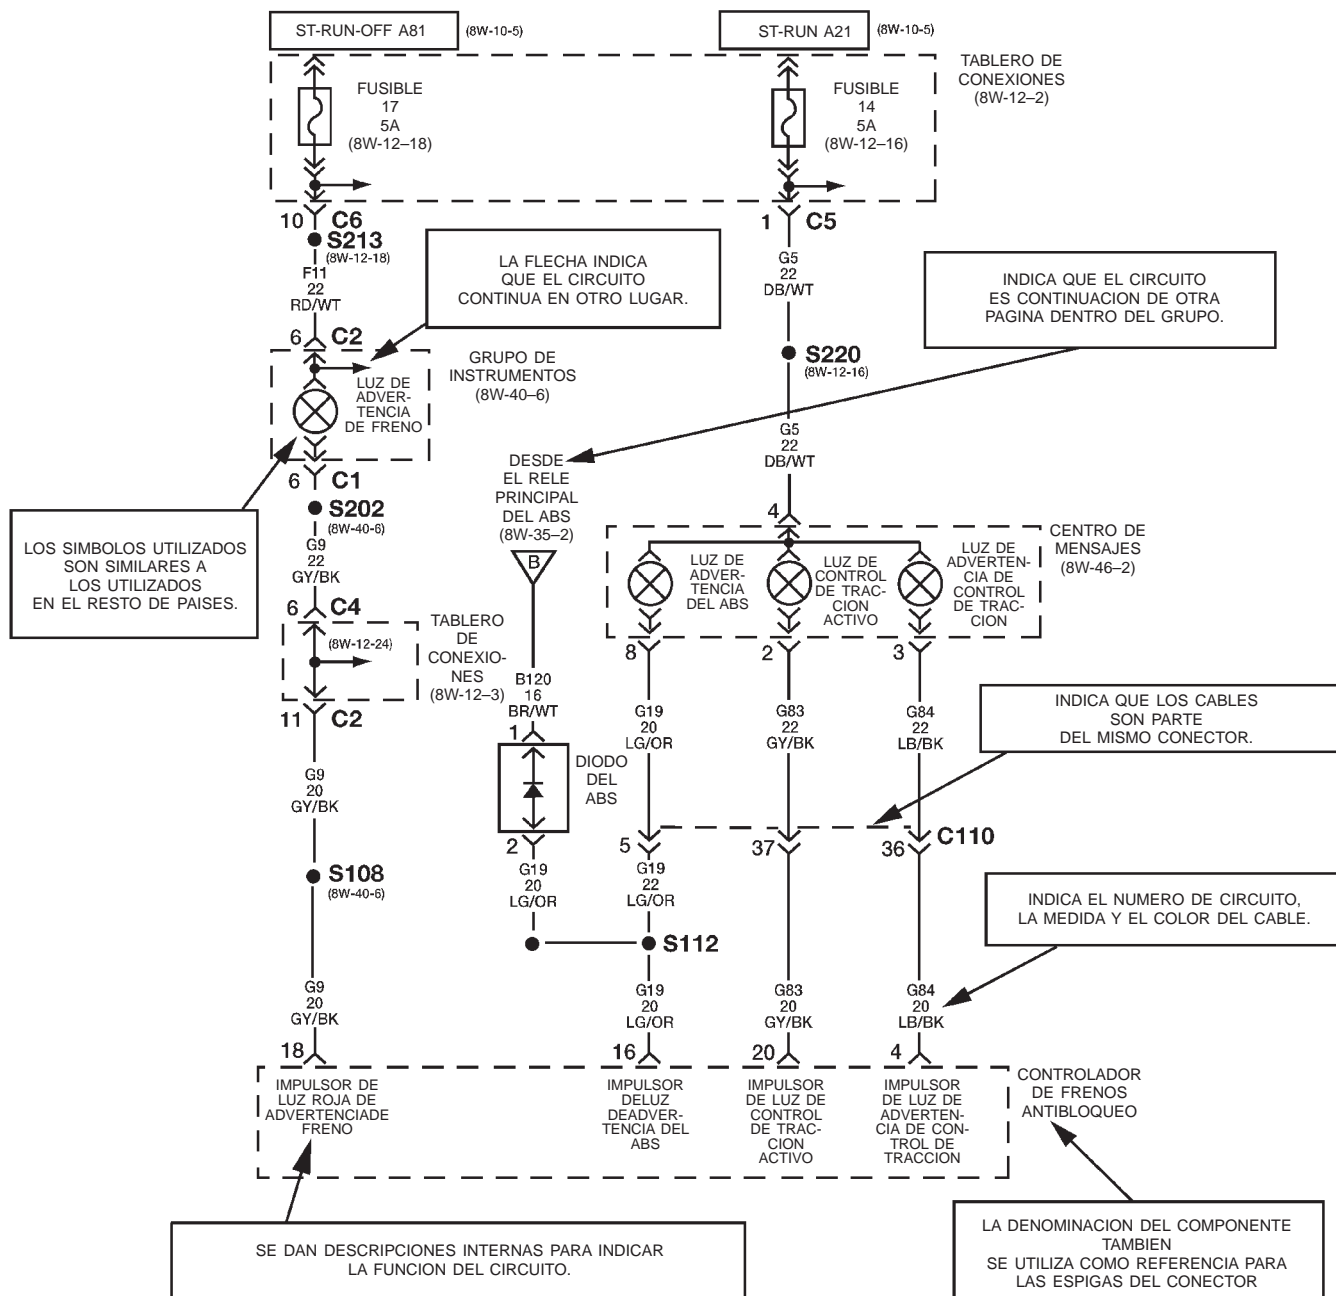 ST-RUN-OFF A81
(8W-10-5)
ST-RUN A21
(8W-10-5)
TABLERO DE
CONEXIONES
(8W-12–2)
FUSIBLE
17
5A
(8W-12–18)
FUSIBLE
14
5A
(8W-12–16)
10
C6
S213
(8W-12-18)
F11
22
RD/WT
1
C5
G5
22
DB/WT
LA FLECHA INDICA
QUE EL CIRCUITO
CONTINUA EN OTRO LUGAR.
INDICA QUE EL CIRCUITO
ES CONTINUACION DE OTRA
PAGINA DENTRO DEL GRUPO.
6
C2
GRUPO DE
INSTRUMENTOS
(8W-40–6)
LUZ DE
ADVER-
TENCIA
DE FRENO
S220
(8W-12-16)
G5
22
DB/WT
6
C1
S202
(8W-40-6)
G9
22
GY/BK
DESDE
EL RELE
PRINCIPAL
DEL ABS
(8W-35–2)
B
LOS SIMBOLOS UTILIZADOS
SON SIMILARES A
LOS UTILIZADOS
EN EL RESTO DE PAISES.
4
CENTRO DE
MENSAJES
(8W-46–2)
LUZ DE
ADVER-
TENCIA
DEL ABS
LUZ DE
CONTROL
DE TRAC-
CION
ACTIVO
LUZ DE
ADVERTEN-
CIA DE
CONTROL
DE TRAC-
CION
6
C4
(8W-12-24)
TABLERO
DE
CONEXIO-
NES
(8W-12–3)
8
2
3
11
C2
B120
16
BR/WT
G19
20
LG/OR
G83
22
GY/BK
G84
22
LB/BK
INDICA QUE LOS CABLES
SON PARTE
DEL MISMO CONECTOR.
1
DIODO
DEL
ABS
G9
20
GY/BK
2
5
37
36
C110
G19
20
LG/OR
G19
22
LG/OR
S108
(8W-40-6)
S112
INDICA EL NUMERO DE CIRCUITO,
LA MEDIDA Y EL COLOR DEL CABLE.
G9
20
GY/BK
G19
20
LG/OR
G83
20
GY/BK
G84
20
LB/BK
18
16
20
4
IMPULSOR DE
LUZ ROJA DE
ADVERTENCIADE
FRENO
IMPULSOR
DELUZ
DEADVER-
TENCIA DEL
ABS
IMPULSOR
DE LUZ DE
CONTROL
DE TRAC-
CION
ACTIVO
IMPULSOR
DE LUZ DE
ADVERTEN-
CIA DE CON-
TROL DE
TRACCION
CONTROLADOR
DE FRENOS
ANTIBLOQUEO
SE DAN DESCRIPCIONES INTERNAS PARA INDICAR
LA FUNCION DEL CIRCUITO.
LA DENOMINACION DEL COMPONENTE
TAMBIEN
SE UTILIZA COMO REFERENCIA PARA
LAS ESPIGAS DEL CONECTOR